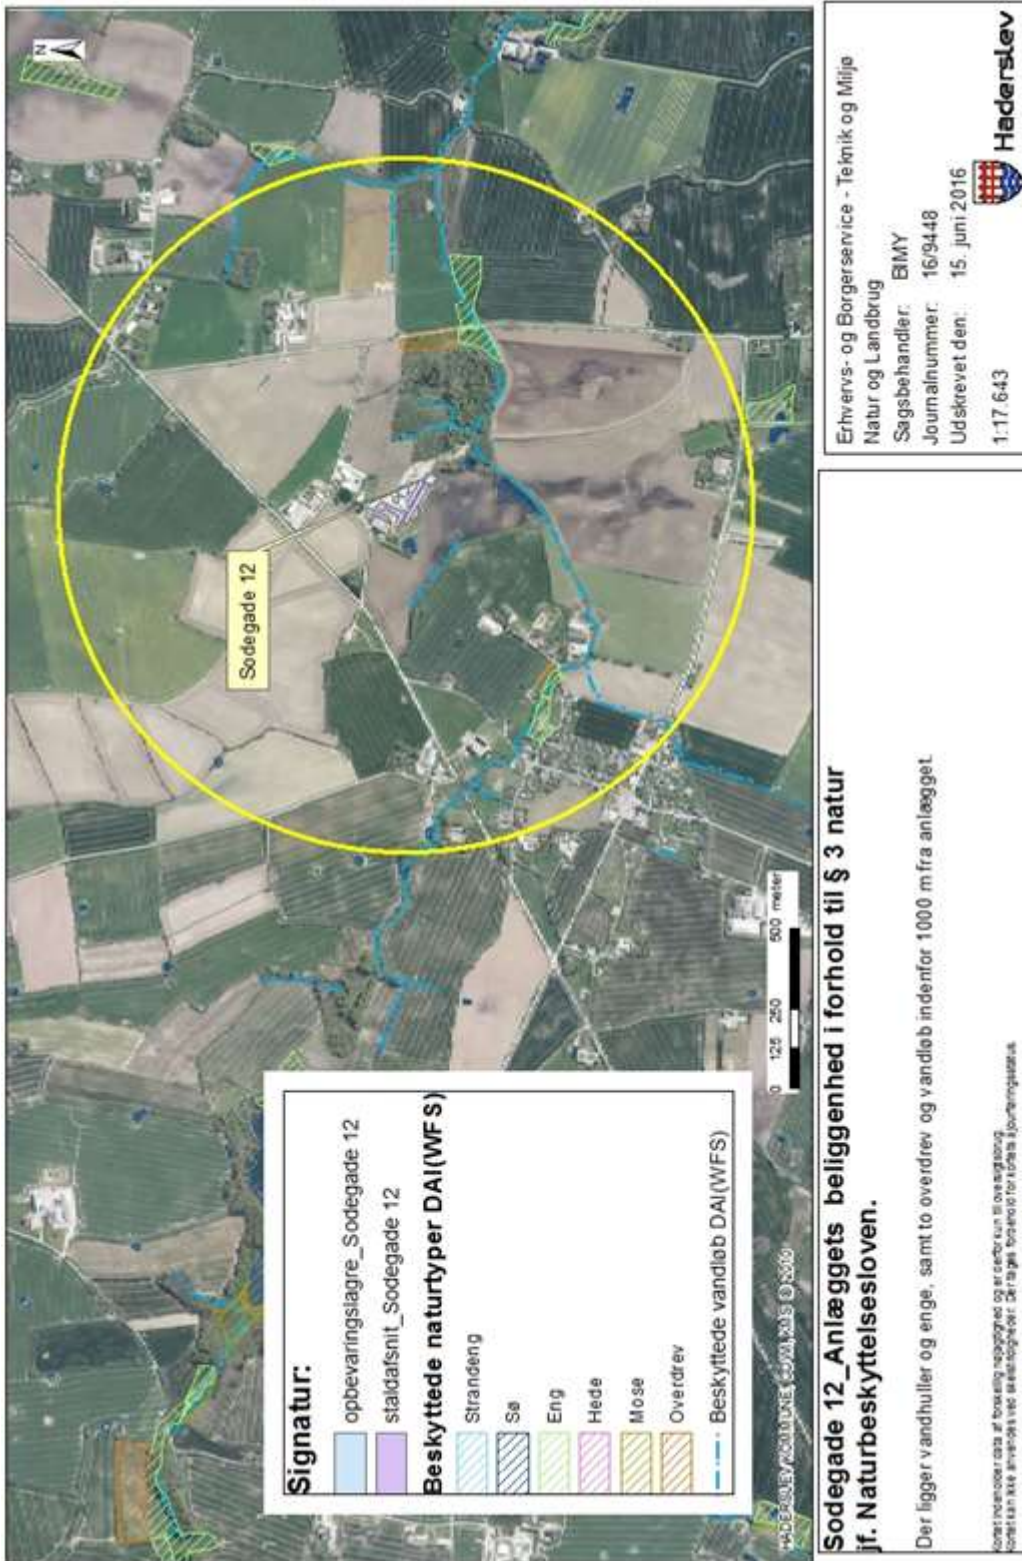 N
Sodegade 12
Signatur:
opbevaringslagre_Sodegade 12
staldafsnit_Sodegade 12
Beskyttede naturtyper DAI(WFS)
Strandeng
Sø
Eng
Hede
Mose
Overdrev
Beskyttede vandløb DAI(WFS)
0 125 250 500 meter
Sodegade 12_Anlæggets beliggenhed i forhold til § 3 natur
jf. Naturbeskyttelsesloven.
Der ligger vandhuller og enge, samt to overdrev og vandløb indenfor 1000 m fra anlægget.
Erhvervs- og Borgerservice - Teknik og Miljø
Natur og Landbrug
Sagsbehandler: BIMY
Journalnummer: 16/9448
Udskrevet den: 15. juni 2016
1:17.643
Haderslev